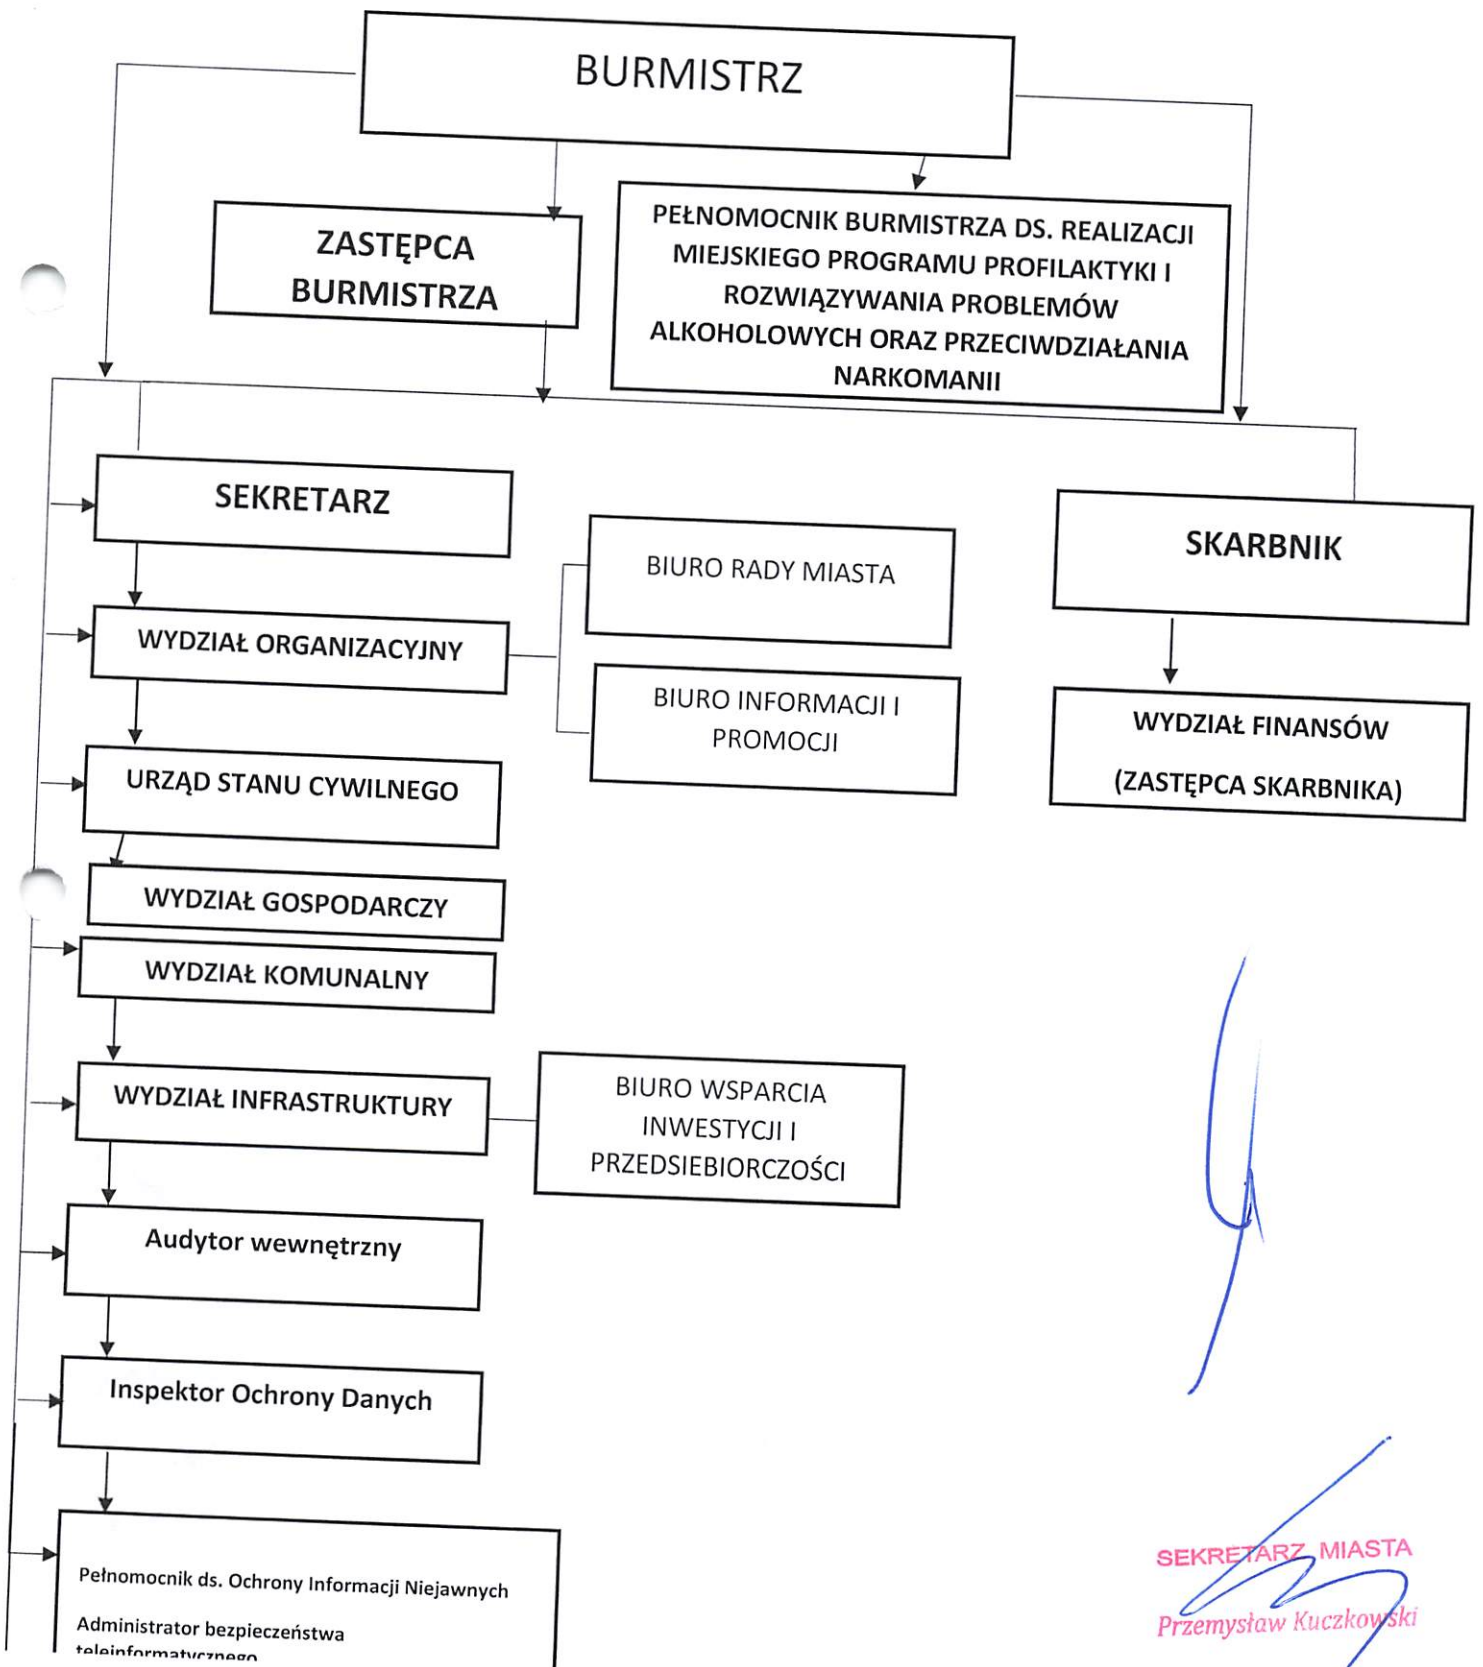 BURMISTRZ
ZASTĘPCA
BURMISTRZA
PEŁNOMOCNIK BURMISTRZA DS. REALIZACJI
MIEJSKIEGO PROGRAMU PROFILAKTYKI I
ROZWIĄZYWANIA PROBLEMÓW
ALKOHOLOWYCH ORAZ PRZECIWDZIAŁANIA
NARKOMANII
SEKRETARZ
BIURO RADY MIASTA
SKARBNIK
WYDZIAŁ ORGANIZACYJNY
BIURO INFORMACJI I
PROMOCJI
WYDZIAŁ FINANSÓW
(ZASTĘPCA SKARBNIKA)
URZĄD STANU CYWILNEGO
WYDZIAŁ GOSPODARCZY
WYDZIAŁ KOMUNALNY
WYDZIAŁ INFRASTRUKTURY
BIURO WSPARCIA
INWESTYCJI I
PRZEDSIEBIORCZOŚCI
Audytor wewnętrzny
Inspektor Ochrony Danych
Pełnomocnik ds. Ochrony Informacji Niejawnych
Administrator bezpieczeństwa
teleinformatycznego
SEKRETARZ MIASTA
Przemysław Kuczkowski